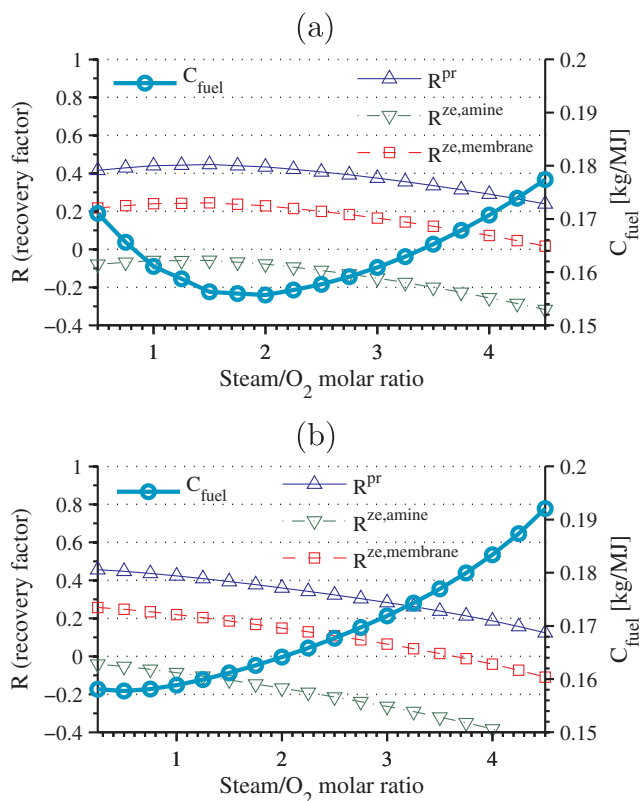 (a)
C_fuel
R^pr
R^ze,amine
R^ze,membrane
R (recovery factor)
1
0.8
0.6
0.4
0.2
0
−0.2
−0.4
0.2
0.19
0.18
0.17
0.16
0.15
C_fuel [kg/MJ]
1 2 3 4
Steam/O_2 molar ratio
(b)
C_fuel
R^pr
R^ze,amine
R^ze,membrane
R (recovery factor)
1
0.8
0.6
0.4
0.2
0
−0.2
−0.4
0.2
0.19
0.18
0.17
0.16
0.15
C_fuel [kg/MJ]
1 2 3 4
Steam/O_2 molar ratio